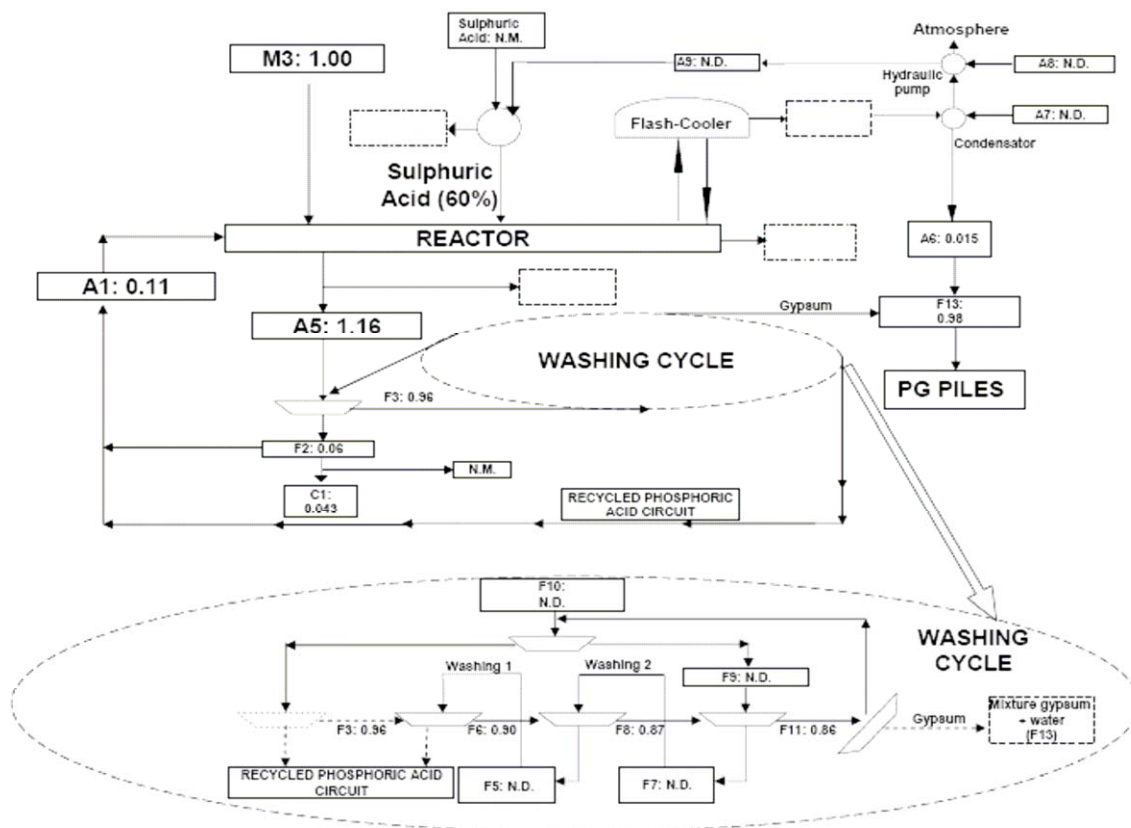 Sulphuric
Acid: N.M.
M3: 1.00
Atmosphere
A9: N.D.
A8: N.D.
Hydraulic
pump
A7: N.D.
Flash-Cooler
Condensator
Sulphuric
Acid (60%)
REACTOR
A6: 0.015
A1: 0.11
Gypsum
F13:
0.98
A5: 1.16
WASHING CYCLE
PG PILES
F3: 0.96
F2: 0.06
N.M.
C1:
0.043
RECYCLED PHOSPHORIC
ACID CIRCUIT
F10:
N.D.
WASHING
CYCLE
Washing 1
Washing 2
F9: N.D.
F3: 0.96
F6: 0.90
F8: 0.87
F11: 0.86
Gypsum
Mixture gypsum
+ water
(F13)
RECYCLED PHOSPHORIC ACID
CIRCUIT
F5: N.D.
F7: N.D.